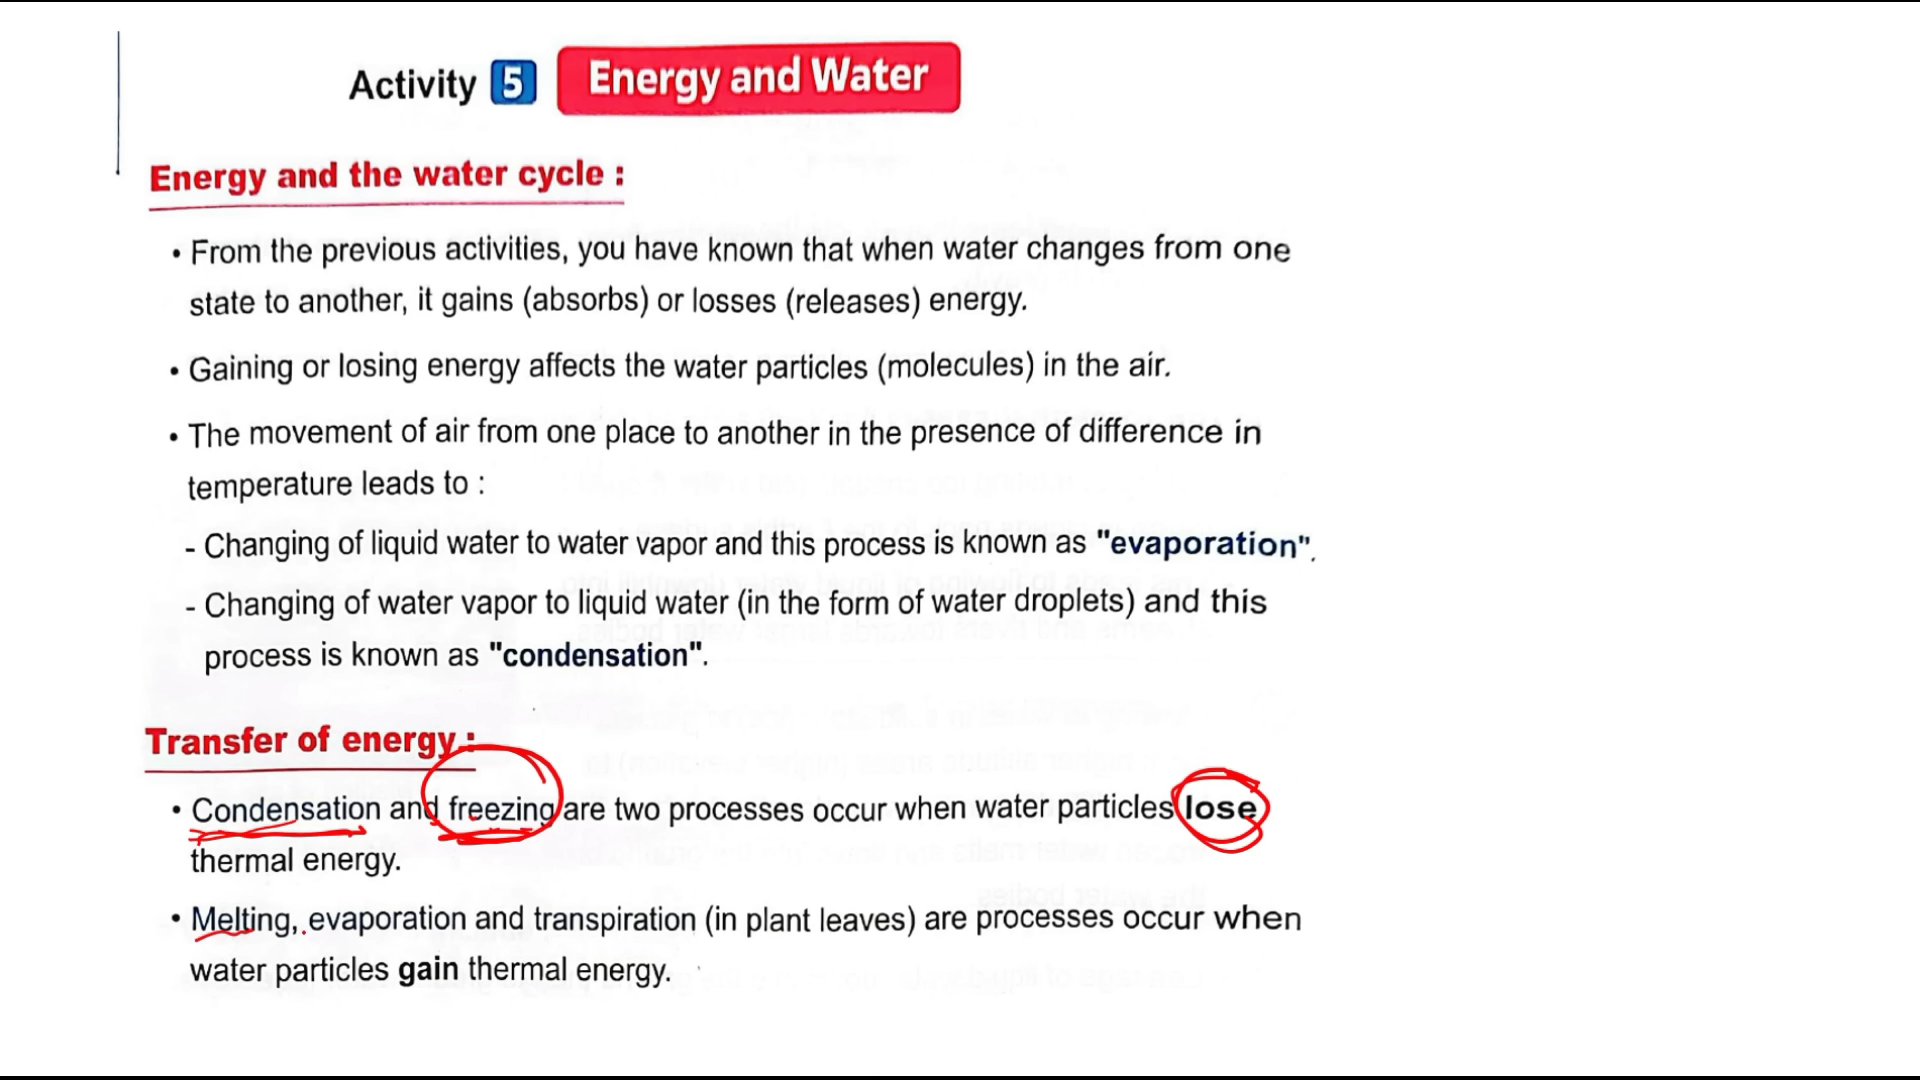 Activity 5 Energy and Water
Energy and the water cycle :
• From the previous activities, you have known that when water changes from one
state to another, it gains (absorbs) or losses (releases) energy.
• Gaining or losing energy affects the water particles (molecules) in the air.
• The movement of air from one place to another in the presence of difference in
temperature leads to :
- Changing of liquid water to water vapor and this process is known as "evaporation".
- Changing of water vapor to liquid water (in the form of water droplets) and this
process is known as "condensation".
Transfer of energy :
• Condensation and freezing are two processes occur when water particles lose
thermal energy.
• Melting, evaporation and transpiration (in plant leaves) are processes occur when
water particles gain thermal energy.